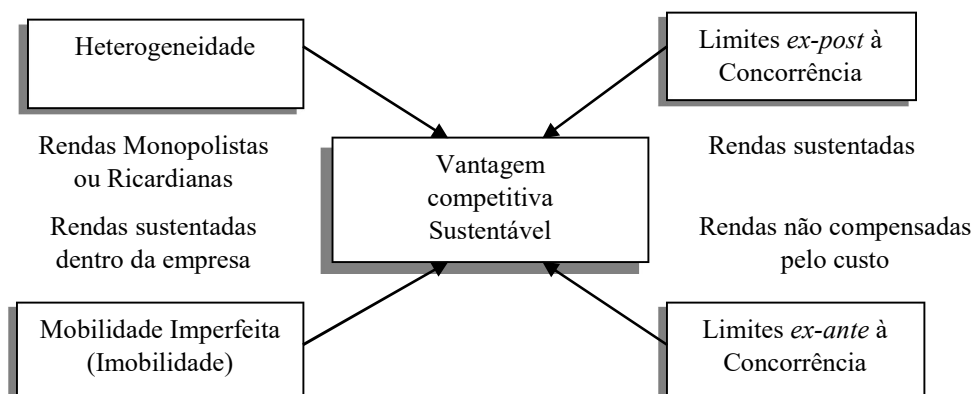 Heterogeneidade
Limites ex-post à
Concorrência
Rendas Monopolistas
ou Ricardianas
Vantagem
competitiva
Sustentável
Rendas sustentadas
Rendas sustentadas
dentro da empresa
Rendas não compensadas
pelo custo
Mobilidade Imperfeita
(Imobilidade)
Limites ex-ante à
Concorrência